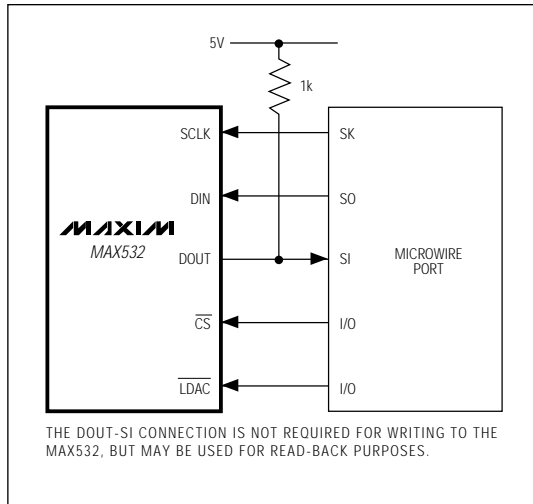 5V
1k
SCLK
SK
DIN
SO
MAXIM
MAX532
DOUT
SI
MICROWIRE
PORT
CS
I/O
LDAC
I/O
THE DOUT-SI CONNECTION IS NOT REQUIRED FOR WRITING TO THE
MAX532, BUT MAY BE USED FOR READ-BACK PURPOSES.